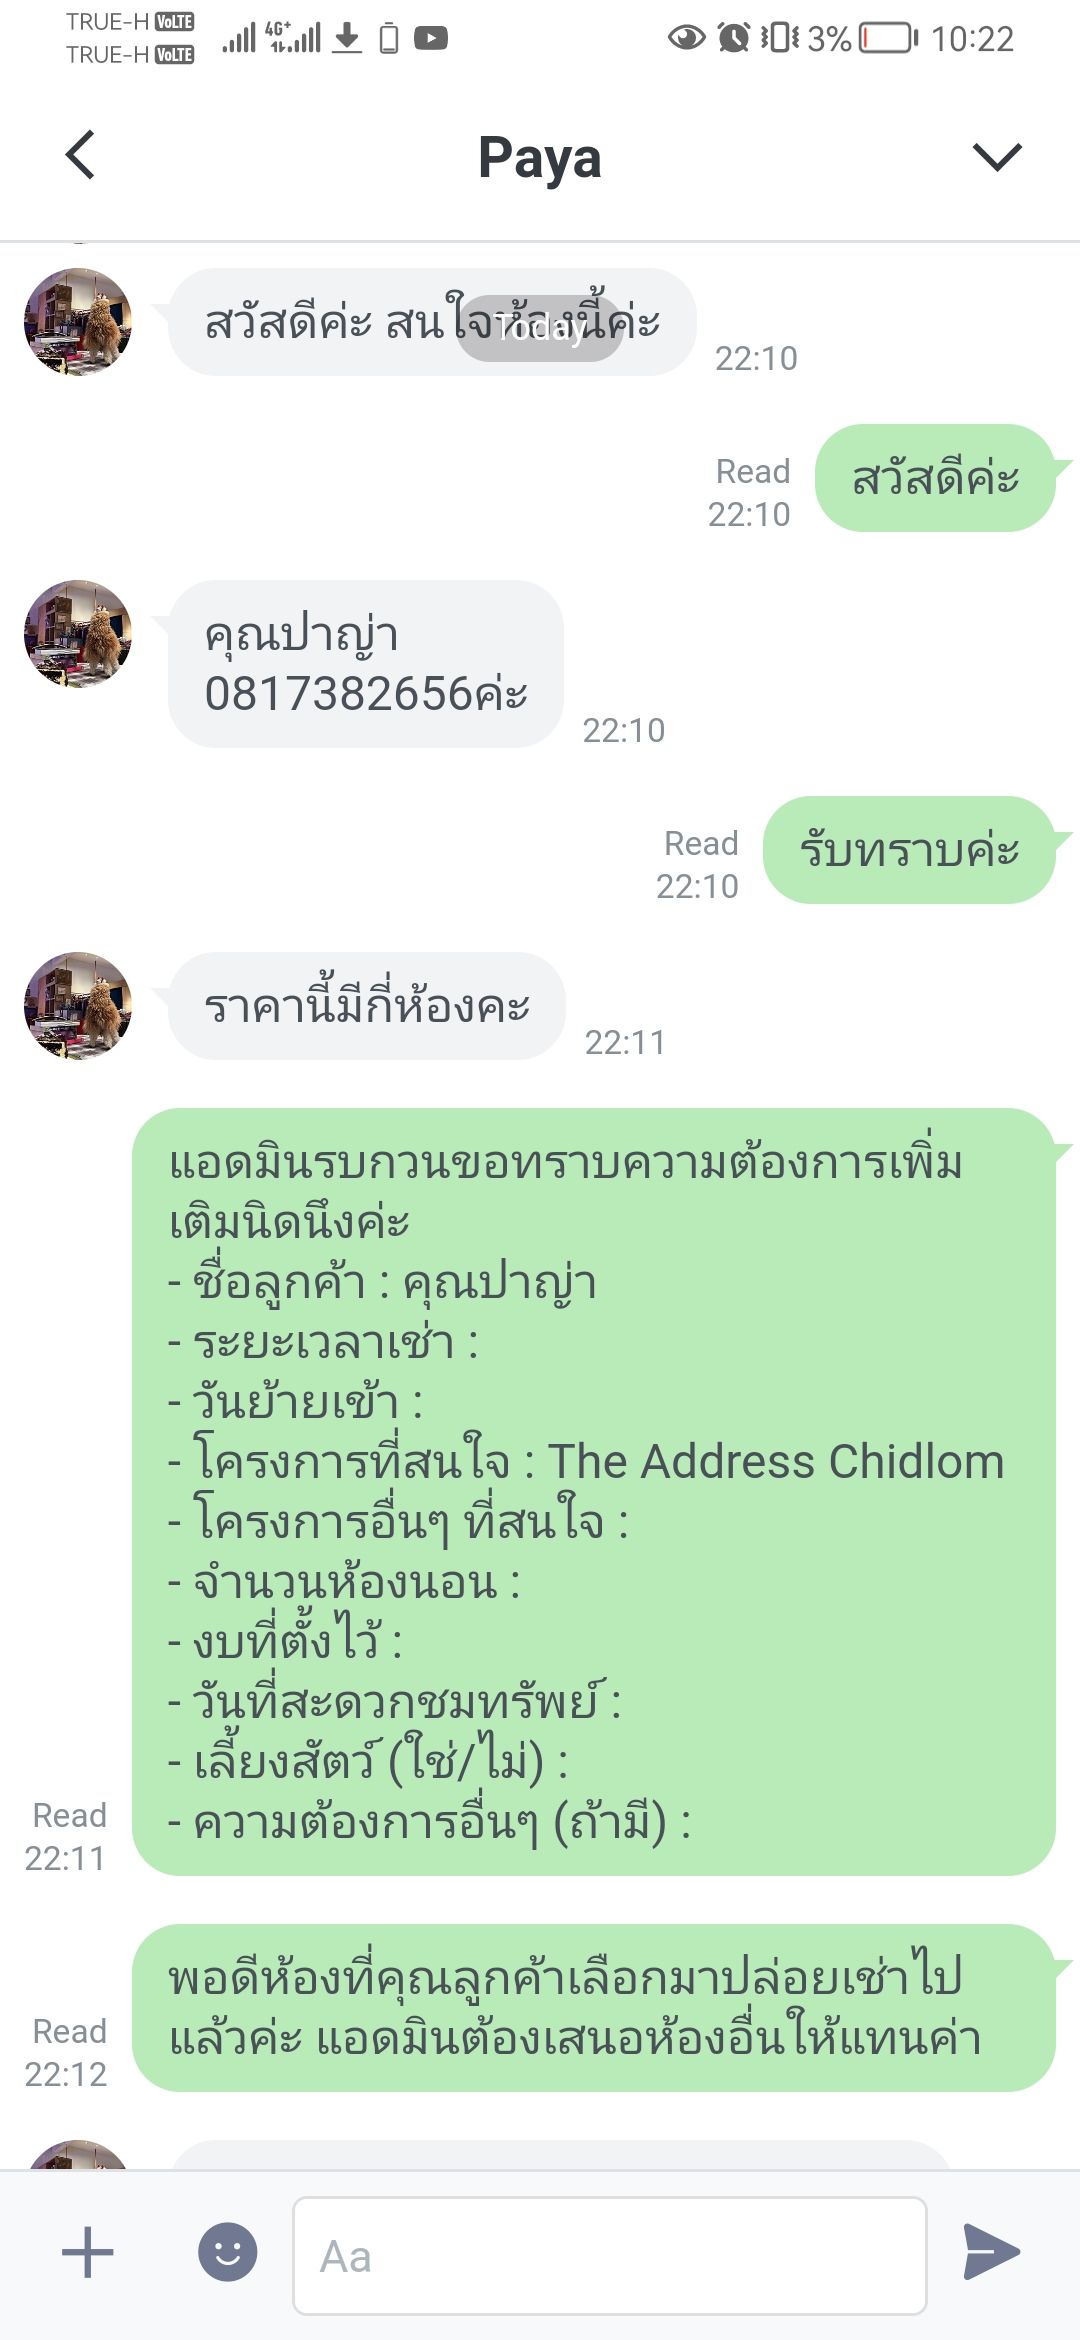 TRUE-H VoLTE
TRUE-H VoLTE
4G+
3%
10:22
Paya
สวัสดีค่ะ สนใจห้องนี้ค่ะ
Today
22:10
สวัสดีค่ะ
Read
22:10
คุณปาญ่า
0817382656ค่ะ
22:10
รับทราบค่ะ
Read
22:10
ราคานี้มีกี่ห้องคะ
22:11
แอดมินรบกวนขอทราบความต้องการเพิ่ม
เติมนิดนึงค่ะ
- ชื่อลูกค้า : คุณปาญ่า
- ระยะเวลาเช่า :
- วันย้ายเข้า :
- โครงการที่สนใจ : The Address Chidlom
- โครงการอื่นๆ ที่สนใจ :
- จำนวนห้องนอน :
- งบที่ตั้งไว้ :
- วันที่สะดวกชมทรัพย์ :
- เลี้ยงสัตว์ (ใช่/ไม่) :
- ความต้องการอื่นๆ (ถ้ามี) :
Read
22:11
พอดีห้องที่คุณลูกค้าเลือกมาปล่อยเช่าไป
แล้วค่ะ แอดมินต้องเสนอห้องอื่นให้แทนค่า
Read
22:12
Aa